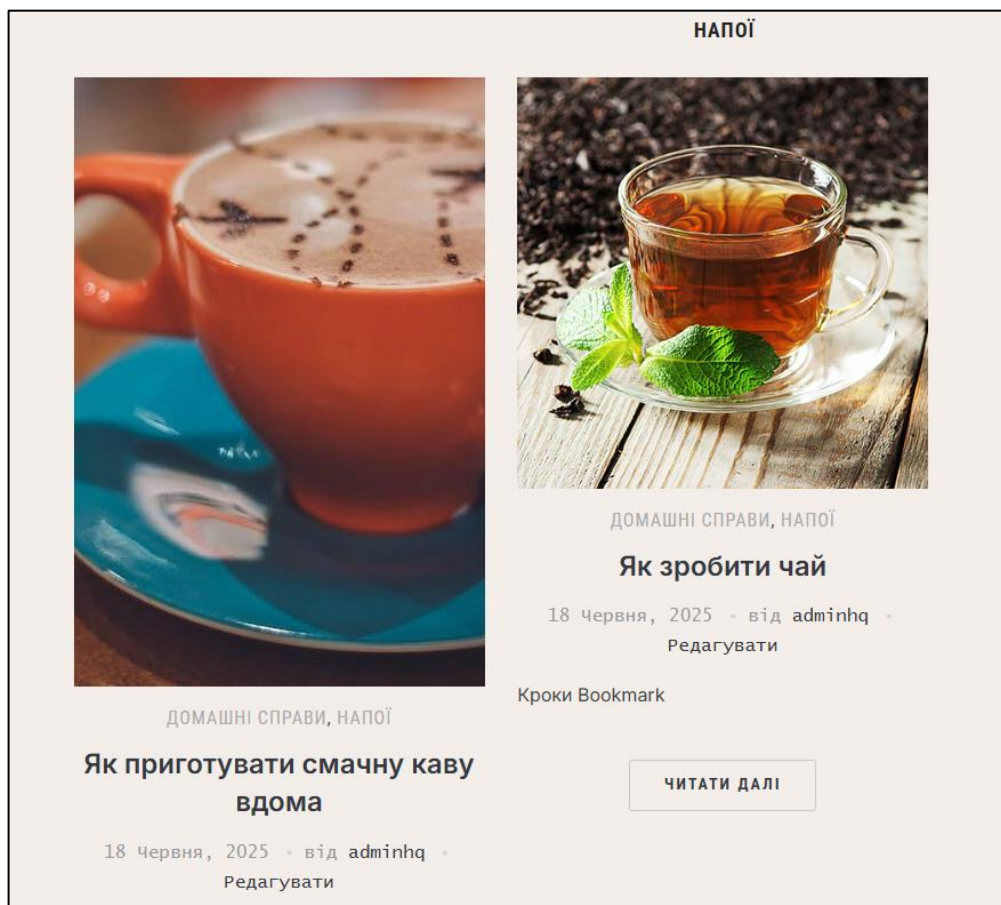 НАПОЇ
ДОМАШНІ СПРАВИ, НАПОЇ
Як приготувати смачну каву
вдома
18 Червня, 2025 - від adminhq -
Редагувати
ДОМАШНІ СПРАВИ, НАПОЇ
Як зробити чай
18 Червня, 2025 - від adminhq -
Редагувати
Кроки Bookmark
ЧИТАТИ ДАЛІ